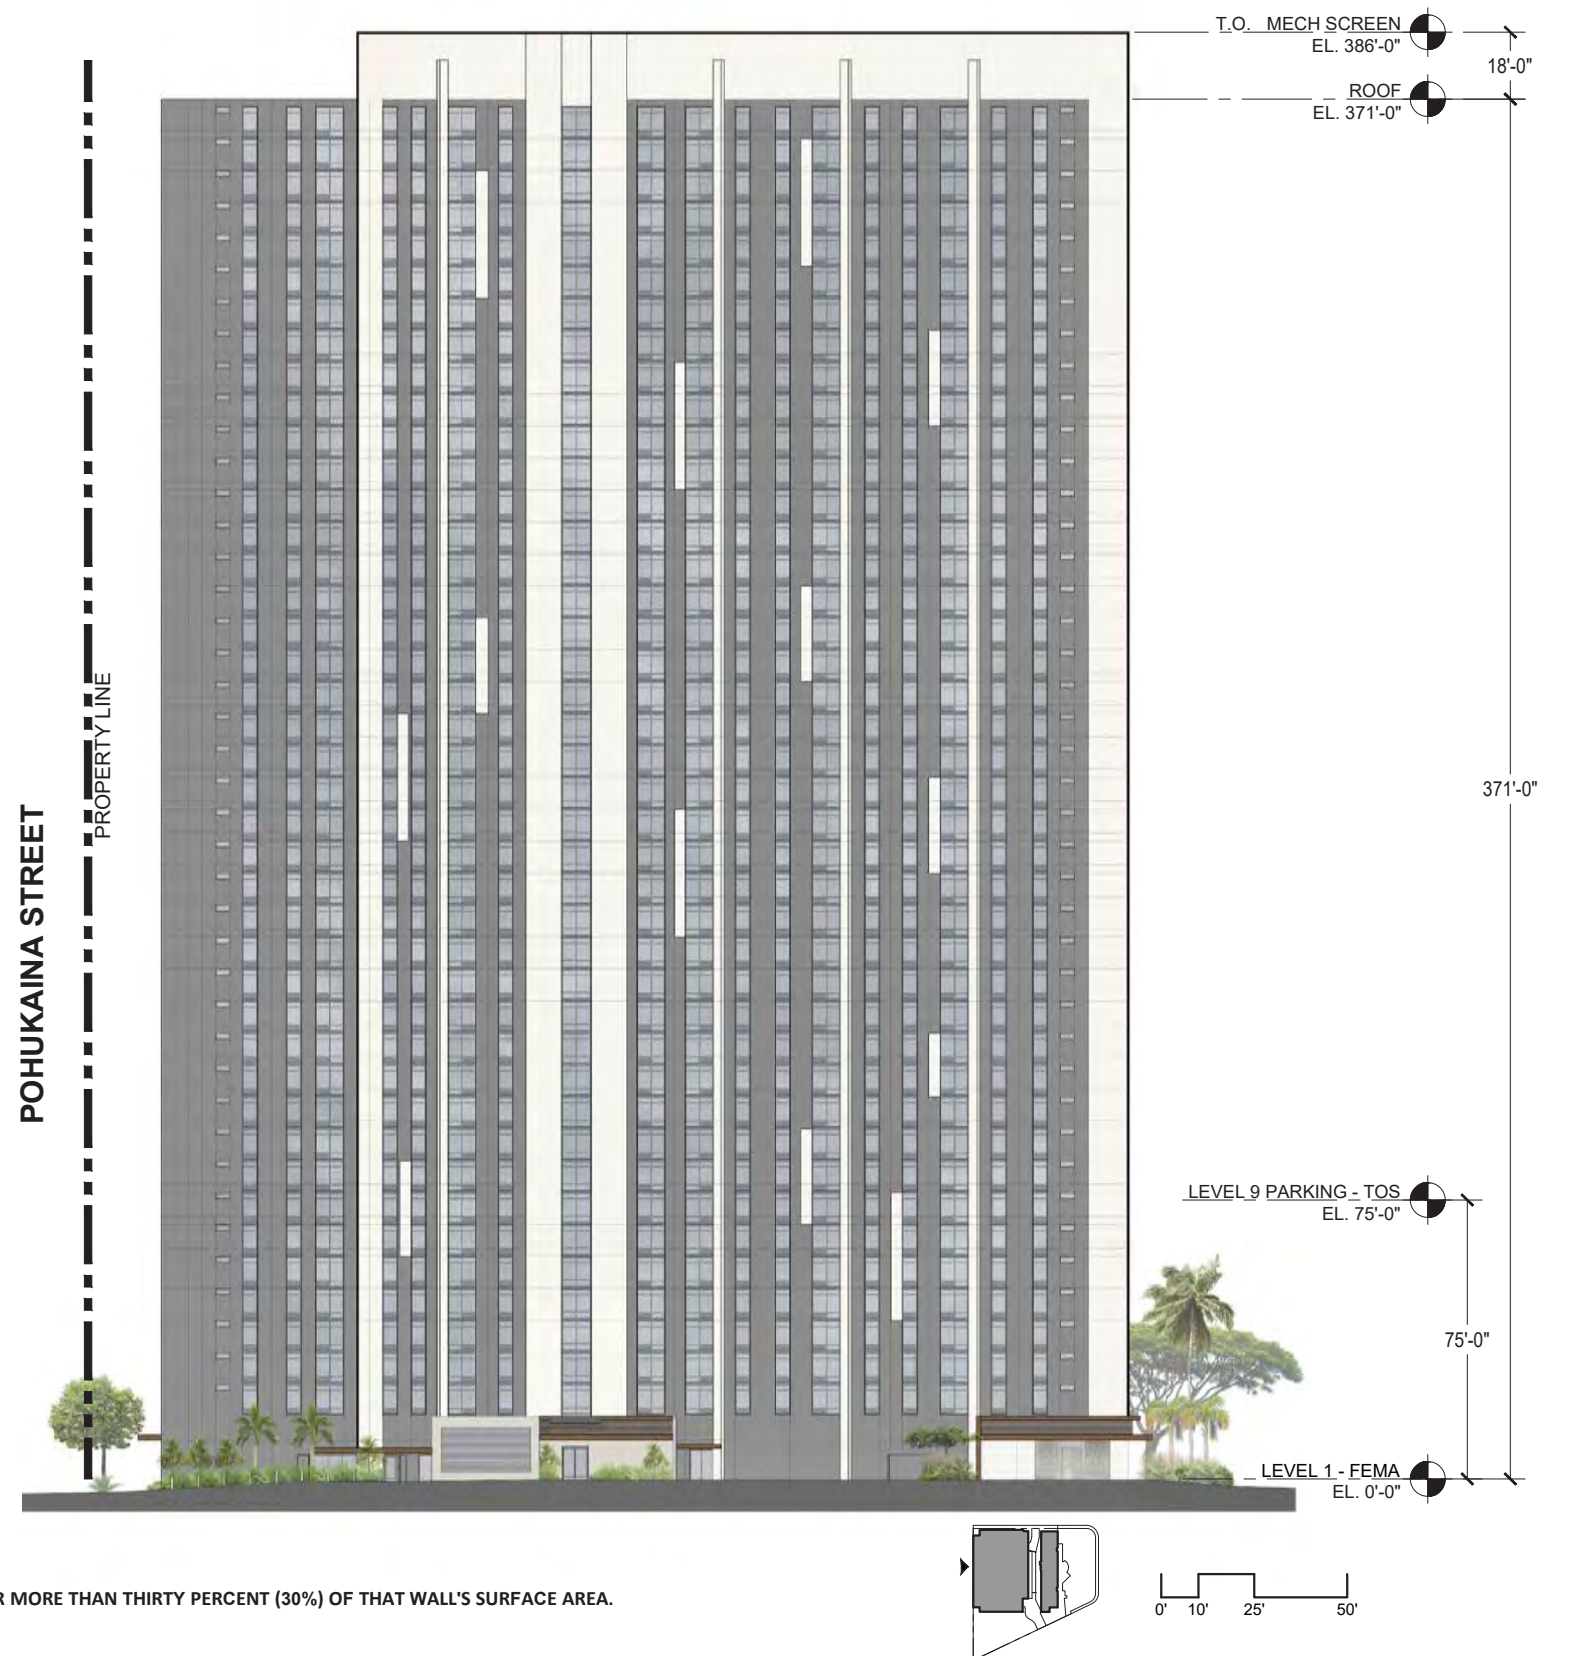 T.O. MECH SCREEN
EL. 386'-0"
18'-0"
ROOF
EL. 371'-0"
371'-0"
PROPERTY LINE
POHUKAINA STREET
LEVEL 9 PARKING - TOS
EL. 75'-0"
75'-0"
LEVEL 1 - FEMA
EL. 0'-0"
R MORE THAN THIRTY PERCENT (30%) OF THAT WALL'S SURFACE AREA.
0' 10' 25' 50'